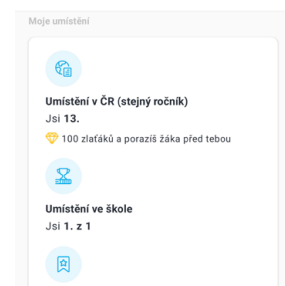 Moje umístění
Umístění v ČR (stejný ročník)
Jsi 13.
100 zlaťáků a porazíš žáka před tebou
Umístění ve škole
Jsi 1. z 1